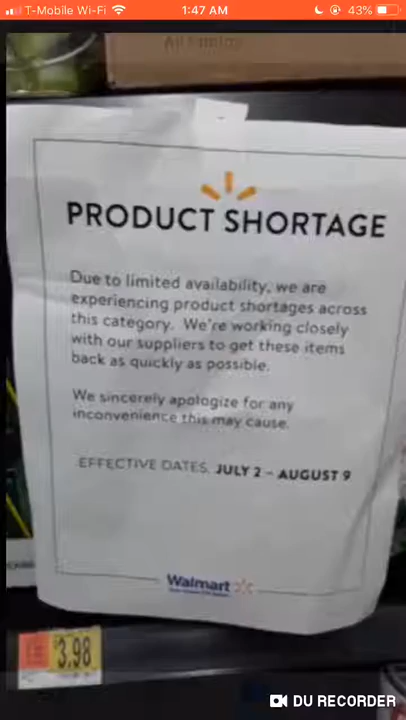 T-Mobile Wi-Fi 1:47 AM 43%
PRODUCT SHORTAGE
Due to limited availability, we are
experiencing product shortages across
this category. We're working closely
with our suppliers to get these items
back as quickly as possible.
We sincerely apologize for any
inconvenience this may cause.
EFFECTIVE DATES: JULY 2 – AUGUST 9
Walmart
$3.98
DU RECORDER